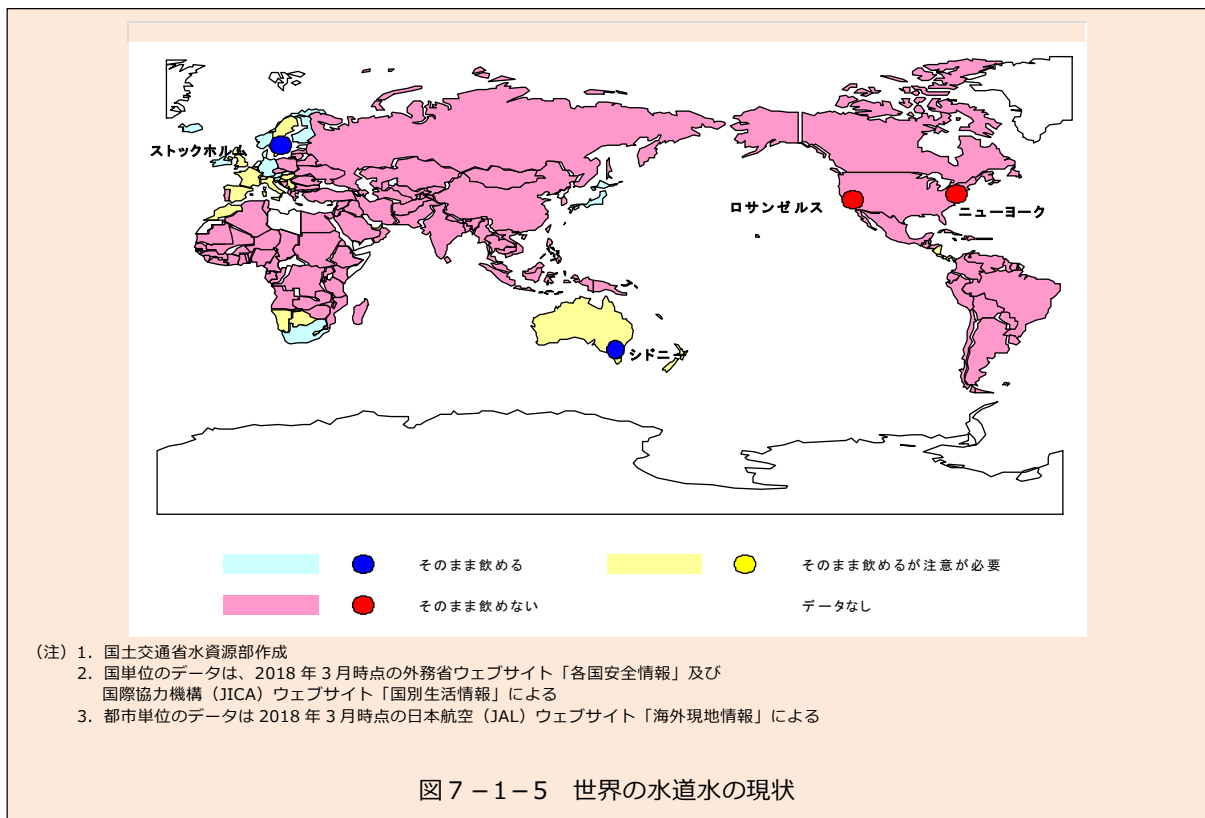 ストックホルム
ロサンゼルス
ニューヨーク
シドニー
そのまま飲める
そのまま飲めるが注意が必要
そのまま飲めない
データなし
（注）1．国土交通省水資源部作成
2．国単位のデータは、2018 年 3 月時点の外務省ウェブサイト「各国安全情報」及び
国際協力機構（JICA）ウェブサイト「国別生活情報」による
3．都市単位のデータは 2018 年 3 月時点の日本航空（JAL）ウェブサイト「海外現地情報」による
図７－1－５　世界の水道水の現状